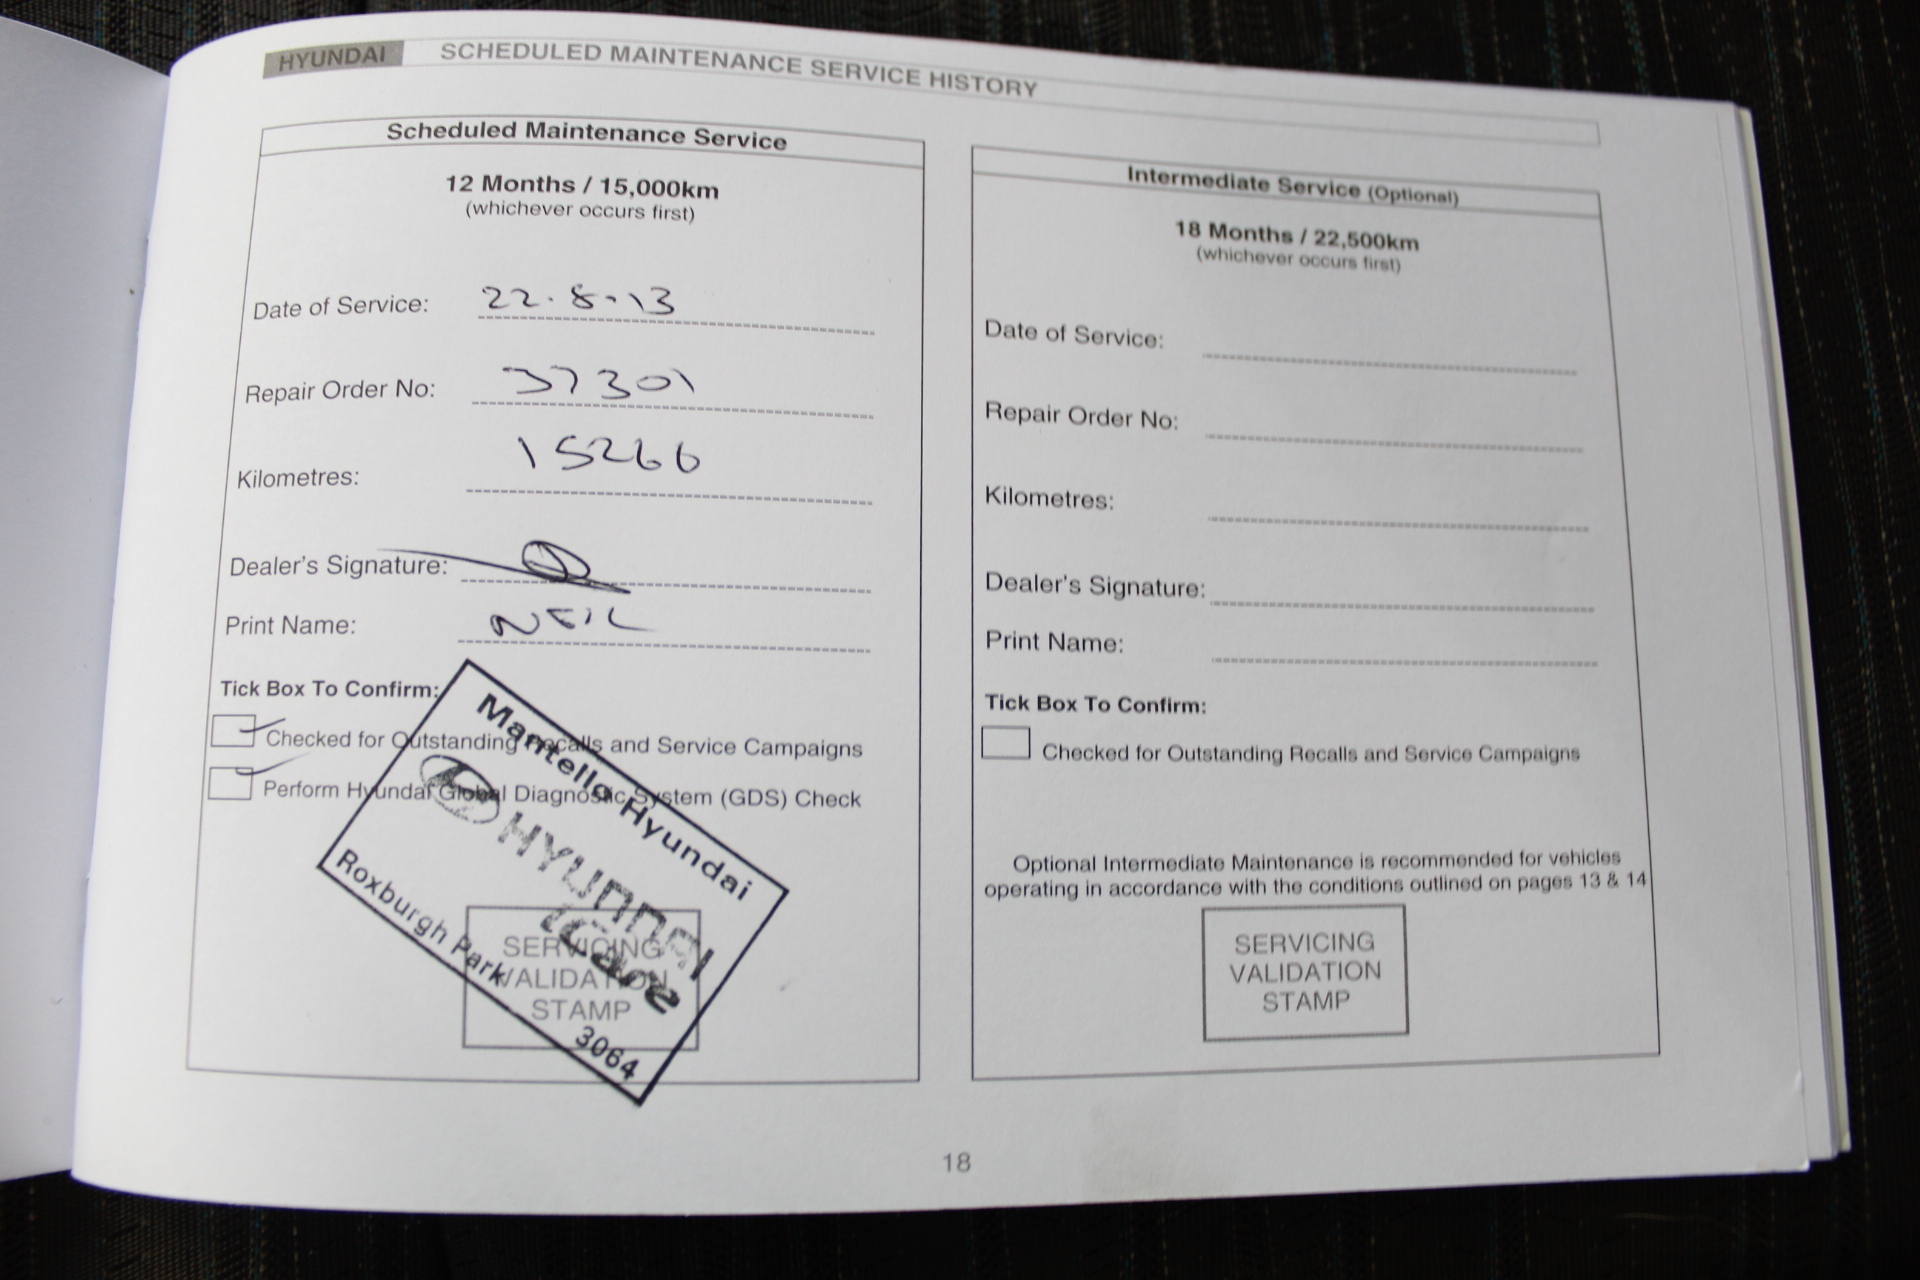 HYUNDAI SCHEDULED MAINTENANCE SERVICE HISTORY
Scheduled Maintenance Service
12 Months / 15,000km
(whichever occurs first)
Date of Service: 22.8.13
Repair Order No: 37301
Kilometres: 15266
Dealer's Signature:
Print Name: NEIL
Tick Box To Confirm:
Checked for Outstanding Recalls and Service Campaigns
Perform Hyundai Global Diagnostic System (GDS) Check
Mantello Hyundai
HYUNDAI
iCare
Roxburgh Park 3064
SERVICING
VALIDATION
STAMP
Intermediate Service (Optional)
18 Months / 22,500km
(whichever occurs first)
Date of Service:
Repair Order No:
Kilometres:
Dealer's Signature:
Print Name:
Tick Box To Confirm:
Checked for Outstanding Recalls and Service Campaigns
Optional Intermediate Maintenance is recommended for vehicles
operating in accordance with the conditions outlined on pages 13 & 14
SERVICING
VALIDATION
STAMP
18